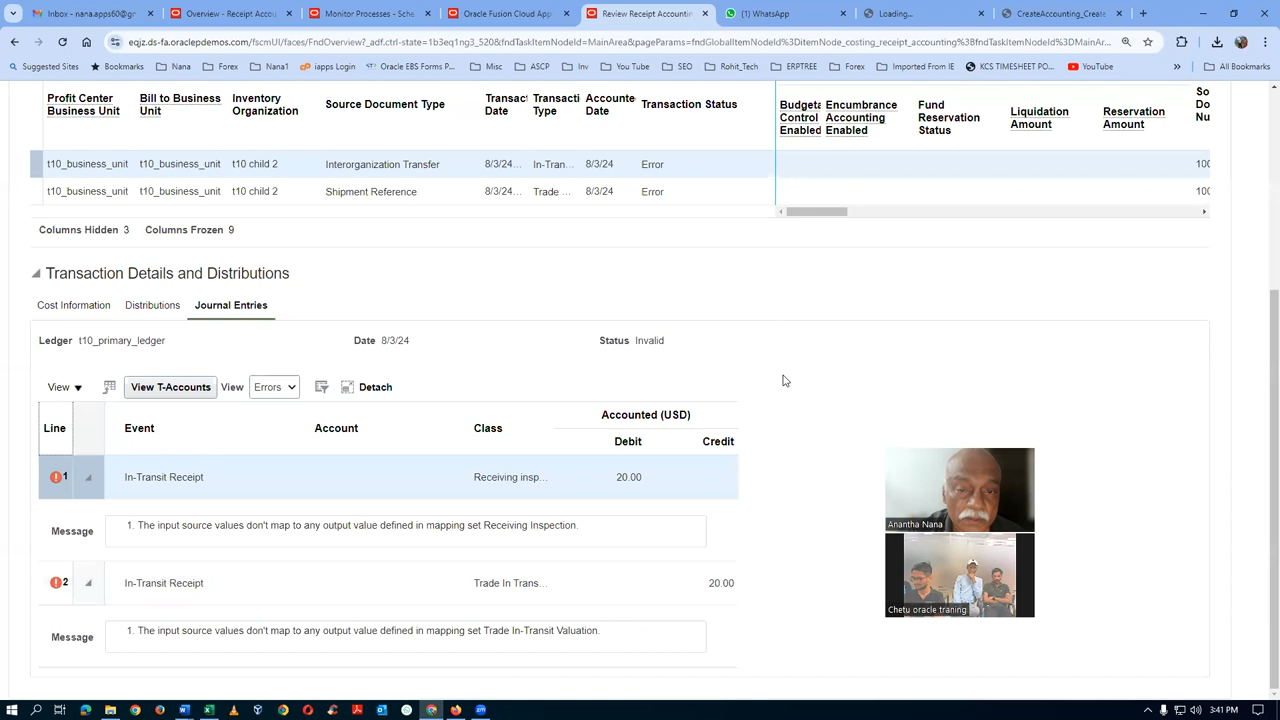 Inbox - nana.apps60@gr
Overview - Receipt Accou
Monitor Processes - Sche
Oracle Fusion Cloud App
Review Receipt Accountin
(1) WhatsApp
Loading...
CreateAccounting_Create
eqjz.ds-fa.oraclepdemos.com/fscmUI/faces/FndOverview?_adf.ctrl-state=1b3eq1ng3_520&fndTaskItemNodeId=MainArea&pageParams=fndGlobalItemNodeId%3DitemNode_costing_receipt_accounting%3BfndTaskItemNodeId%3DMainAr...
Suggested Sites
Bookmarks
Nana
Forex
Nana1
iapps Login
Oracle EBS Forms P...
Misc
ASCP
Inv
You Tube
SEO
Rohit_Tech
ERPTREE
Forex
Imported From IE
KCS TIMESHEET PO...
YouTube
All Bookmarks
Profit Center Business Unit
Bill to Business Unit
Inventory Organization
Source Document Type
Transact Date
Transacti Type
Accounte Date
Transaction Status
Budgeta Control Enabled
Encumbrance Accounting Enabled
Fund Reservation Status
Liquidation Amount
Reservation Amount
So Do Nu
t10_business_unit t10_business_unit t10 child 2 Interorganization Transfer 8/3/24... In-Tran... 8/3/24 Error 100
t10_business_unit t10_business_unit t10 child 2 Shipment Reference 8/3/24... Trade ... 8/3/24 Error 100
Columns Hidden 3 Columns Frozen 9
Transaction Details and Distributions
Cost Information Distributions Journal Entries
Ledger t10_primary_ledger Date 8/3/24 Status Invalid
View View T-Accounts View Errors Detach
Accounted (USD)
Line Event Account Class Debit Credit
1 In-Transit Receipt Receiving insp... 20.00
Message 1. The input source values don't map to any output value defined in mapping set Receiving Inspection.
2 In-Transit Receipt Trade In Trans... 20.00
Message 1. The input source values don't map to any output value defined in mapping set Trade In-Transit Valuation.
Anantha Nana
Chetu oracle traning
3:41 PM